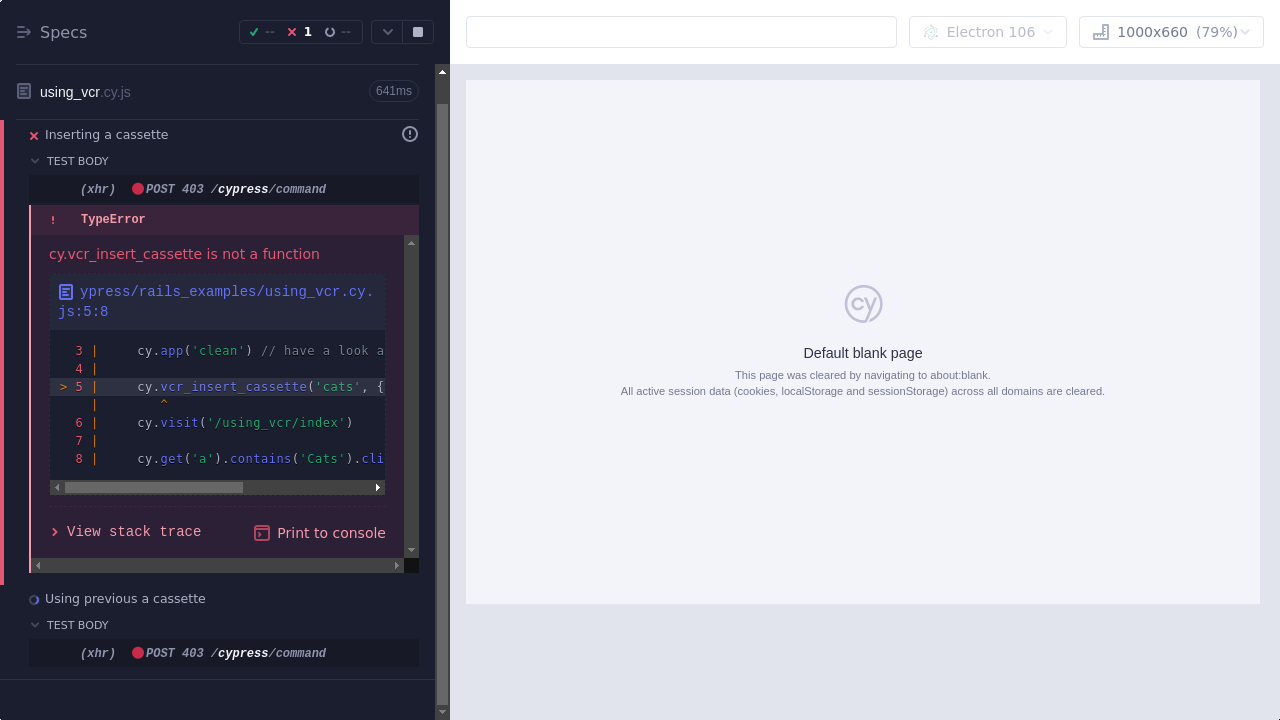 Specs
--
1
--
Electron 106
1000x660 (79%)
using_vcr.cy.js
641ms
Inserting a cassette
TEST BODY
(xhr) POST 403 /cypress/command
! TypeError
cy.vcr_insert_cassette is not a function
ypress/rails_examples/using_vcr.cy.
js:5:8
3 | cy.app('clean') // have a look a
4 |
> 5 | cy.vcr_insert_cassette('cats', {
| ^
6 | cy.visit('/using_vcr/index')
7 |
8 | cy.get('a').contains('Cats').cli
View stack trace
Print to console
Using previous a cassette
TEST BODY
(xhr) POST 403 /cypress/command
cy
Default blank page
This page was cleared by navigating to about:blank.
All active session data (cookies, localStorage and sessionStorage) across all domains are cleared.